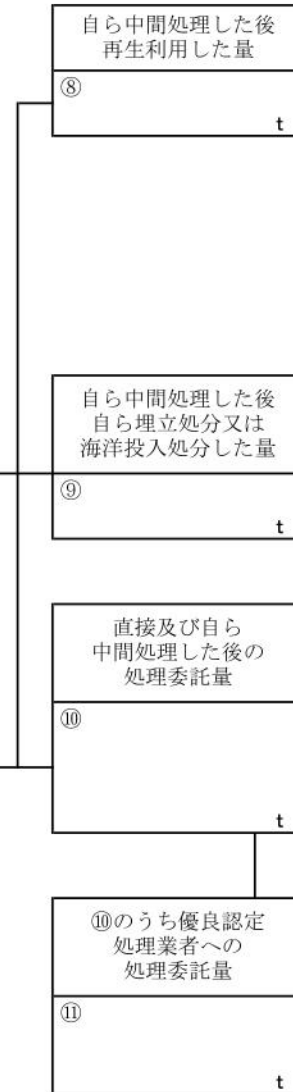 自ら中間処理した後
再生利用した量
⑧
t
自ら中間処理した後
自ら埋立処分又は
海洋投入処分した量
⑨
t
直接及び自ら
中間処理した後の
処理委託量
⑩
t
⑩のうち優良認定
処理業者への
処理委託量
⑪
t